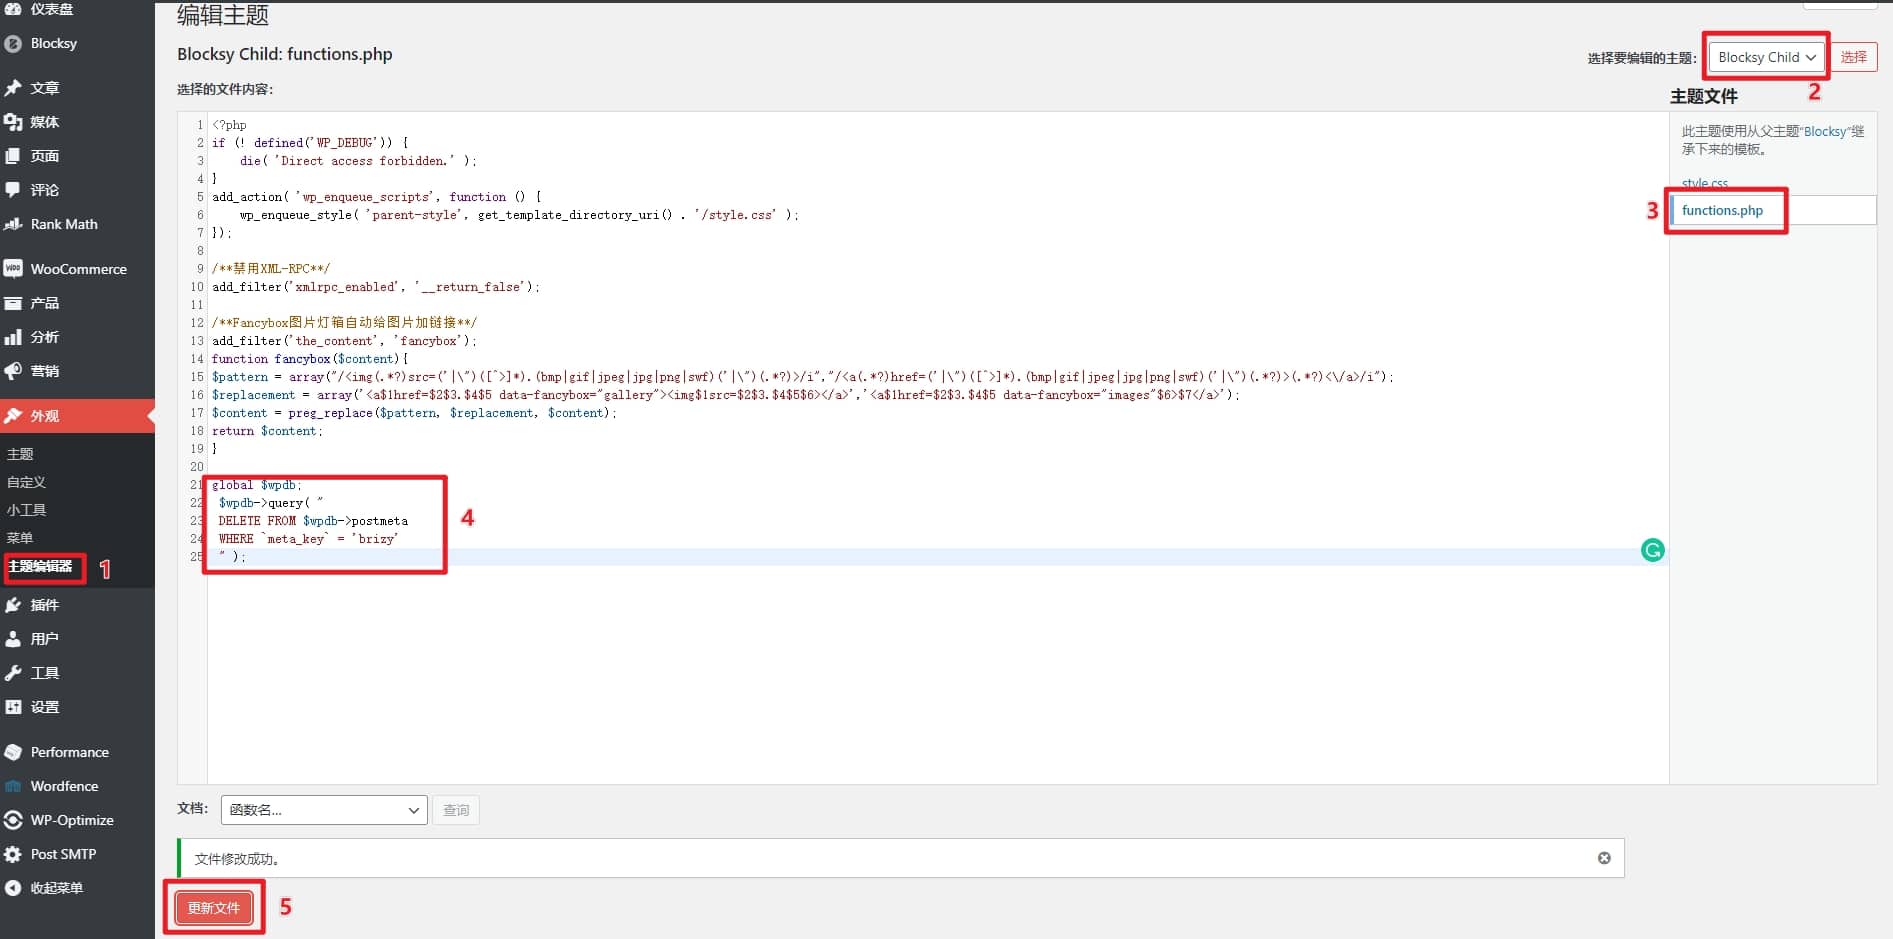 仪表盘
Blocksy
文章
媒体
页面
评论
Rank Math
WooCommerce
产品
分析
营销
外观
主题
自定义
小工具
菜单
主题编辑器
1
插件
用户
工具
设置
Performance
Wordfence
WP-Optimize
Post SMTP
收起菜单
编辑主题
Blocksy Child: functions.php
选择要编辑的主题:
Blocksy Child
选择
2
选择的文件内容:
1 <?php
2 if (! defined('WP_DEBUG')) {
3 die( 'Direct access forbidden.' );
4 }
5 add_action( 'wp_enqueue_scripts', function () {
6 wp_enqueue_style( 'parent-style', get_template_directory_uri() . '/style.css' );
7 });
8
9 /**禁用XML-RPC**/
10 add_filter('xmlrpc_enabled', '__return_false');
11
12 /**Fancybox图片灯箱自动给图片加链接**/
13 add_filter('the_content', 'fancybox');
14 function fancybox($content){
15 $pattern = array("/<img(.*?)src=('|\")([^>]*).(bmp|gif|jpeg|jpg|png|swf)('|\")(.*?)>/i","/<a(.*?)href=('|\")([^>]*).(bmp|gif|jpeg|jpg|png|swf)('|\")(.*?)>(.*?)<\/a>/i");
16 $replacement = array('<a$1href=$2$3.$4$5 data-fancybox="gallery"><img$1src=$2$3.$4$5$6></a>','<a$1href=$2$3.$4$5 data-fancybox="images"$6>$7</a>');
17 $content = preg_replace($pattern, $replacement, $content);
18 return $content;
19 }
20
21 global $wpdb;
22 $wpdb->query( "
23 DELETE FROM $wpdb->postmeta
24 WHERE `meta_key` = 'brizy'
25 " );
4
主题文件
此主题使用从父主题“Blocksy”继
承下来的模板。
style.css
3
functions.php
文档:
函数名...
查询
文件修改成功。
更新文件
5